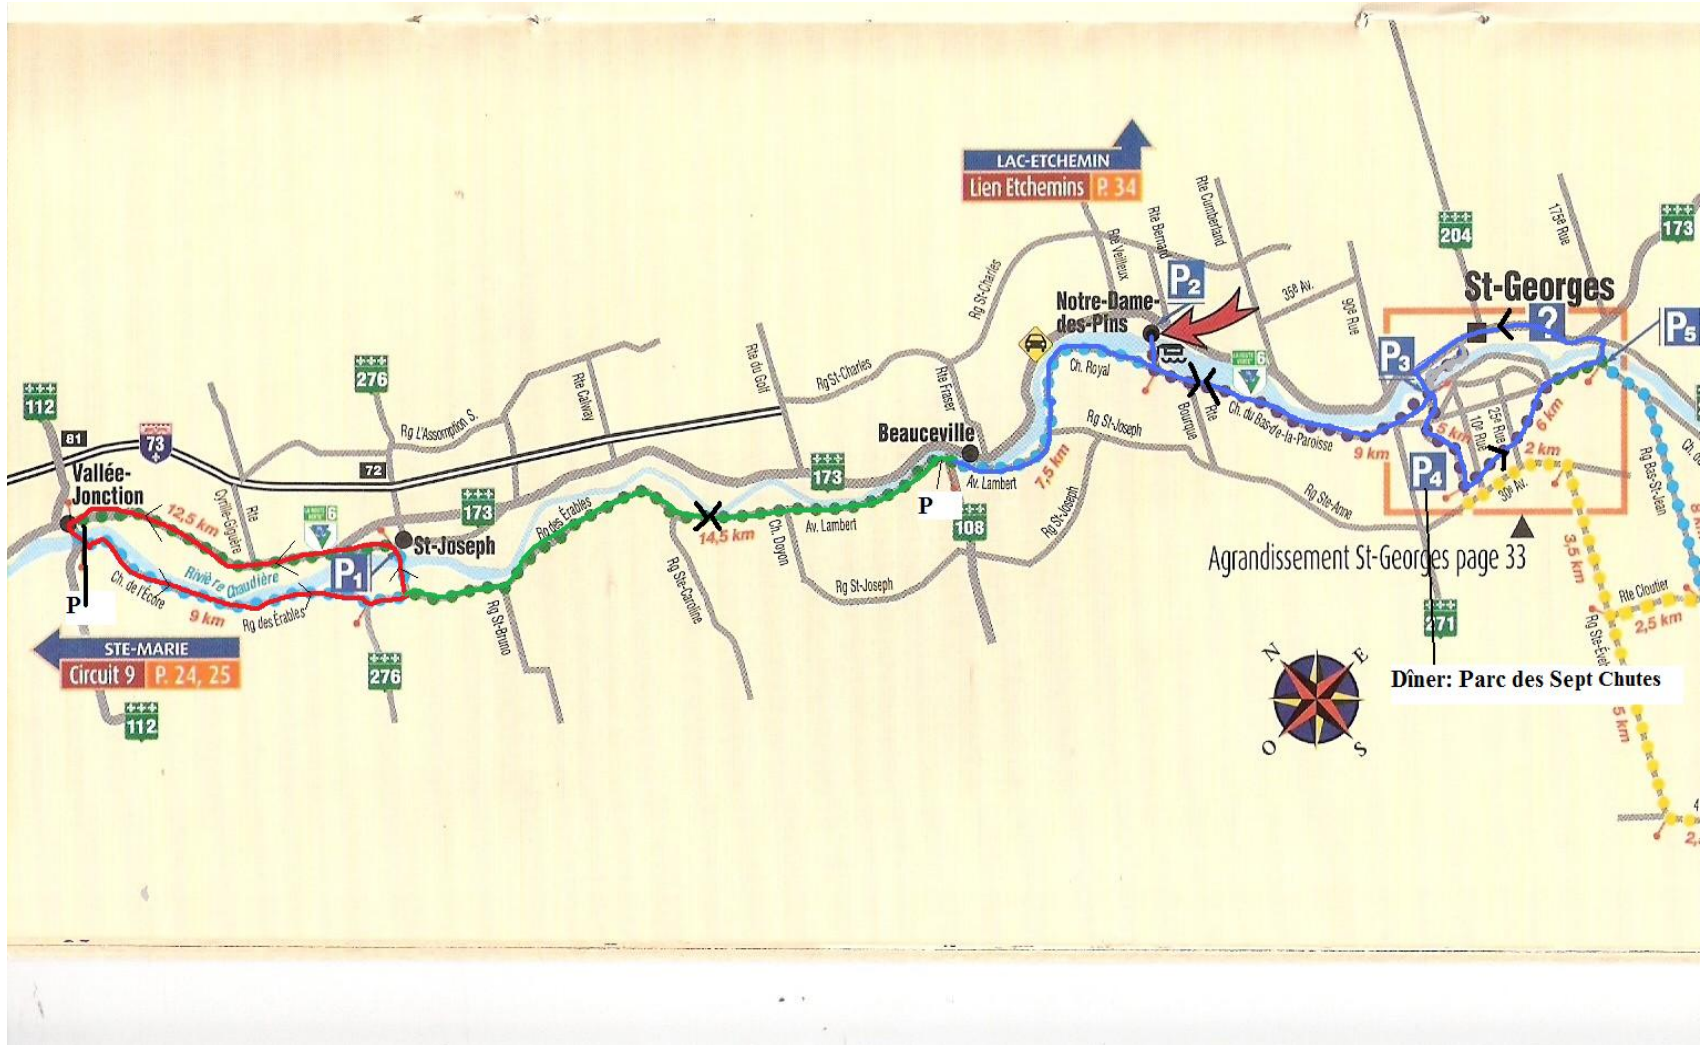 LAC-ETCHEMIN
Lien Etchemins P. 34
Rte Cumberland
Rte Bernard
Rte Veilleux
175e Rue
173
204
P2
Rg St-Charles
35e Av.
90e Rue
St-Georges
?
Notre-Dame-
des-Pins
P5
P3
6
Ch. Royal
Rte du Golf
Rg St-Charles
Rte Fraser
276
112
Rte Calway
Rg L'Assomption S.
81
73
72
Vallée-
Jonction
Beauceville
Rg St-Joseph
Bourque
Rte
Ch. du Bas-de-la-Paroisse
9 km
5 km
10e Rue
25e Rue
6 km
2 km
30e Av.
P4
Rg Bas-St-Jean
7,5 km
Av. Lambert
173
P
108
12,5 km
Rte
Cyrille-Giguère
6
173
Rg des Érables
14,5 km
Ch. Doyon
Av. Lambert
Rg St-Joseph
Rg Ste-Anne
St-Joseph
P1
Rivière Chaudière
Ch. de l'Écore
9 km
Rg des Érables
P
Rg St-Bruno
Rg Ste-Caroline
Rg St-Joseph
Agrandissement St-Georges page 33
3,5 km
Rte Cloutier
2,5 km
271
STE-MARIE
Circuit 9 P. 24, 25
276
112
N
E
O
S
Dîner: Parc des Sept Chutes
5 km